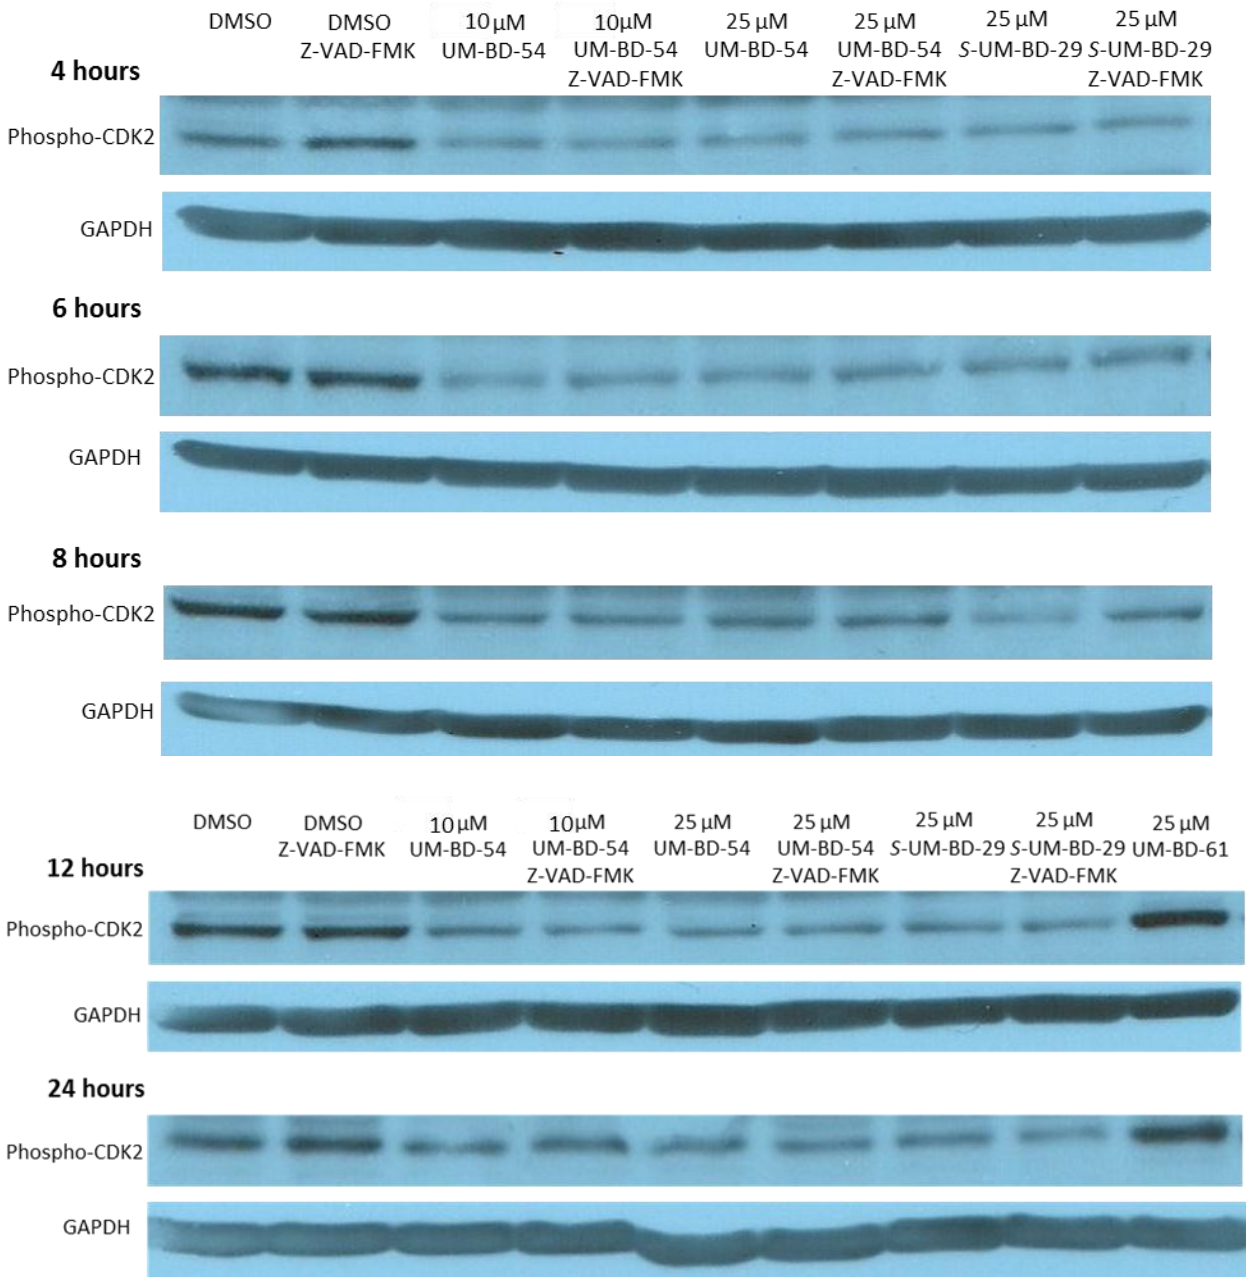 DMSO DMSO 10 µM 10µM 25 µM 25 µM 25 µM 25 µM
Z-VAD-FMK UM-BD-54 UM-BD-54 UM-BD-54 UM-BD-54 S-UM-BD-29 S-UM-BD-29
Z-VAD-FMK Z-VAD-FMK Z-VAD-FMK
4 hours
Phospho-CDK2
GAPDH
6 hours
Phospho-CDK2
GAPDH
8 hours
Phospho-CDK2
GAPDH
DMSO DMSO 10 µM 10µM 25 µM 25 µM 25 µM 25 µM 25 µM
Z-VAD-FMK UM-BD-54 UM-BD-54 UM-BD-54 UM-BD-54 S-UM-BD-29 S-UM-BD-29 UM-BD-61
12 hours Z-VAD-FMK Z-VAD-FMK Z-VAD-FMK
Phospho-CDK2
GAPDH
24 hours
Phospho-CDK2
GAPDH